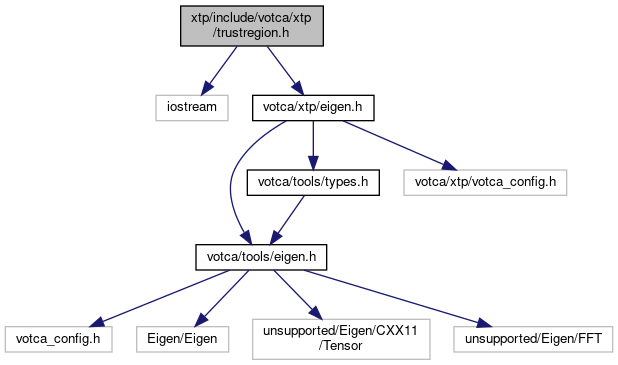 xtp/include/votca/xtp
/trustregion.h
iostream
votca/xtp/eigen.h
votca/tools/types.h
votca/xtp/votca_config.h
votca/tools/eigen.h
votca_config.h
Eigen/Eigen
unsupported/Eigen/CXX11
/Tensor
unsupported/Eigen/FFT